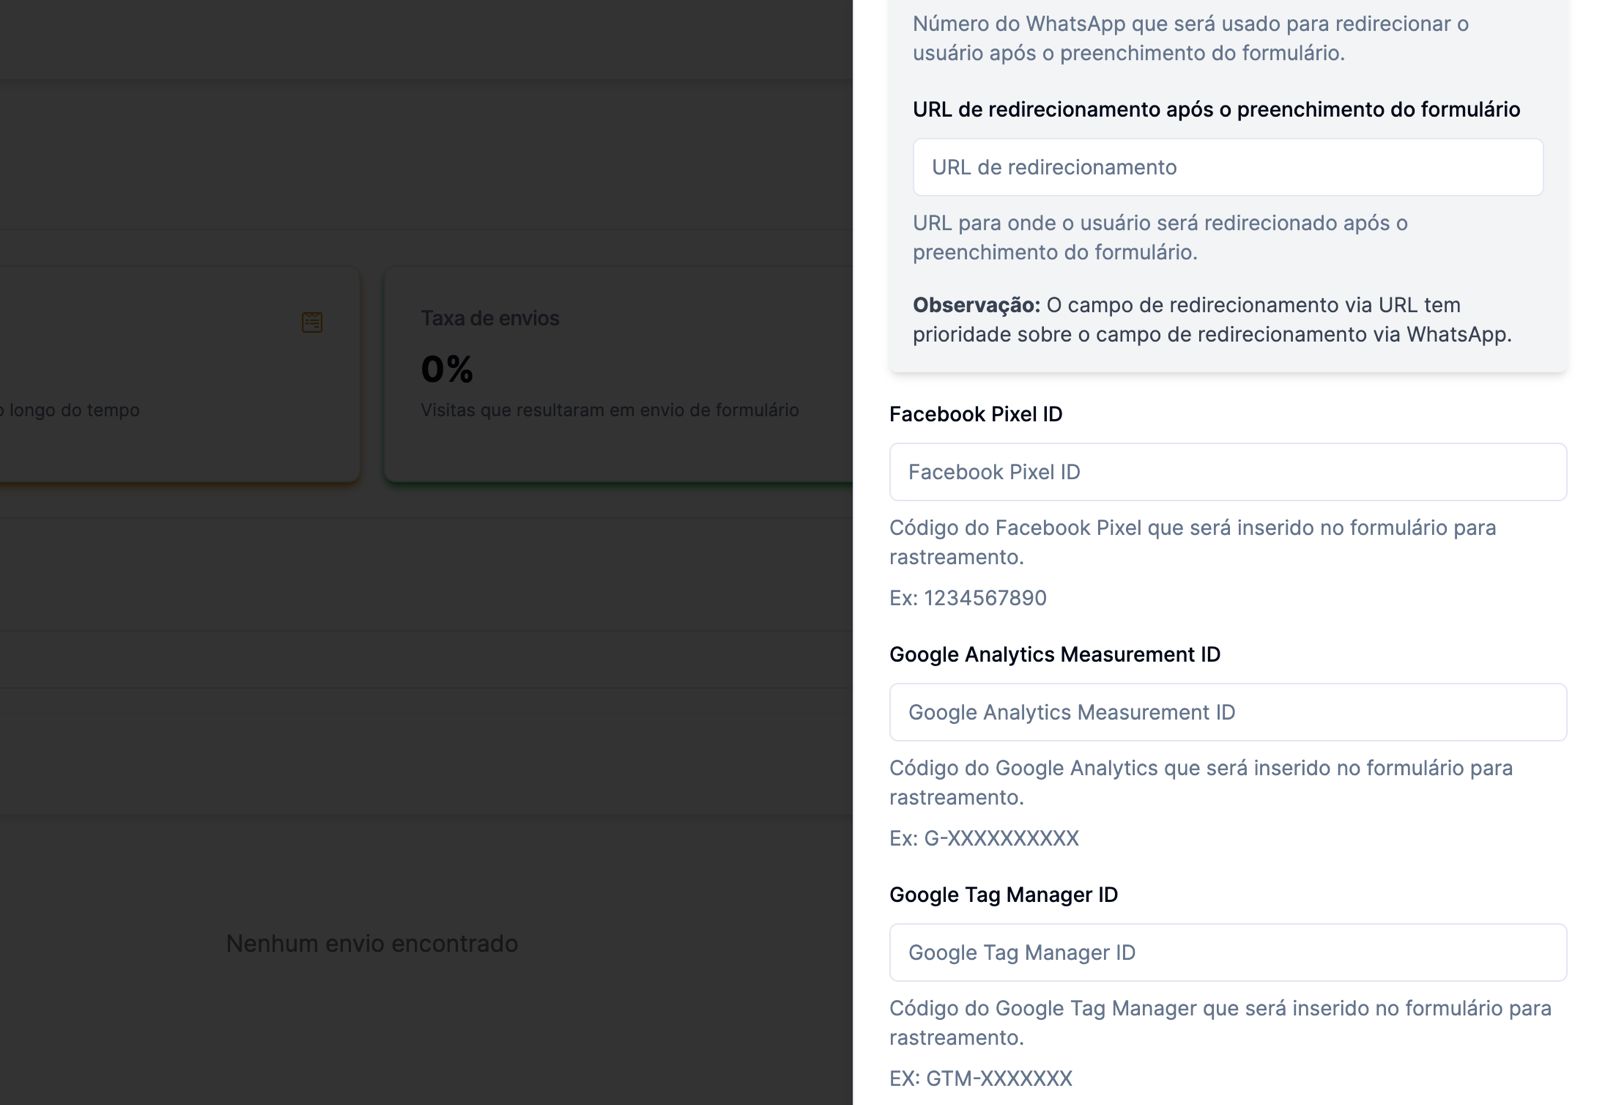 Número do WhatsApp que será usado para redirecionar o
usuário após o preenchimento do formulário.
URL de redirecionamento após o preenchimento do formulário
URL de redirecionamento
URL para onde o usuário será redirecionado após o
preenchimento do formulário.
Observação: O campo de redirecionamento via URL tem
prioridade sobre o campo de redirecionamento via WhatsApp.
Facebook Pixel ID
Facebook Pixel ID
Código do Facebook Pixel que será inserido no formulário para
rastreamento.
Ex: 1234567890
Google Analytics Measurement ID
Google Analytics Measurement ID
Código do Google Analytics que será inserido no formulário para
rastreamento.
Ex: G-XXXXXXXXXX
Google Tag Manager ID
Google Tag Manager ID
Código do Google Tag Manager que será inserido no formulário para
rastreamento.
EX: GTM-XXXXXXX
longo do tempo
Taxa de envios
0%
Visitas que resultaram em envio de formulário
Nenhum envio encontrado